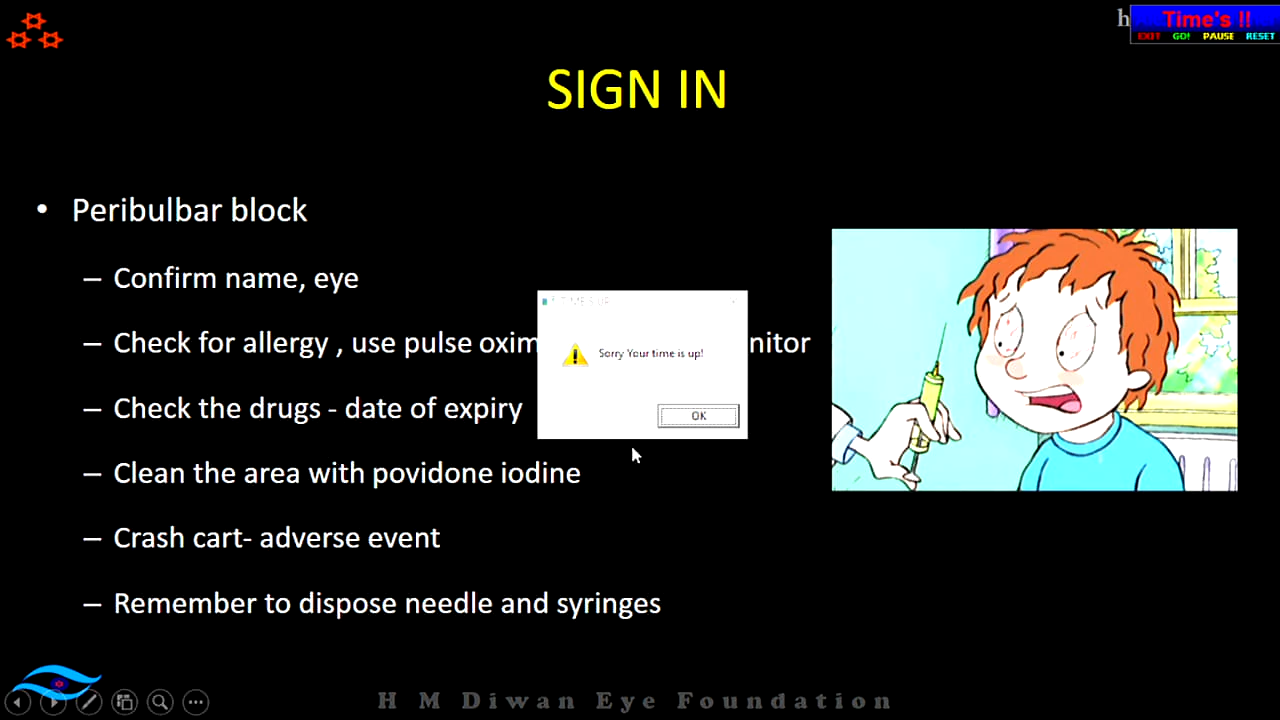 h
Time's !!
EXIT GO! PAUSE RESET
SIGN IN
• Peribulbar block
– Confirm name, eye
– Check for allergy , use pulse oxim nitor
– Check the drugs - date of expiry
– Clean the area with povidone iodine
– Crash cart- adverse event
– Remember to dispose needle and syringes
Sorry Your time is up!
OK
H M Diwan Eye Foundation